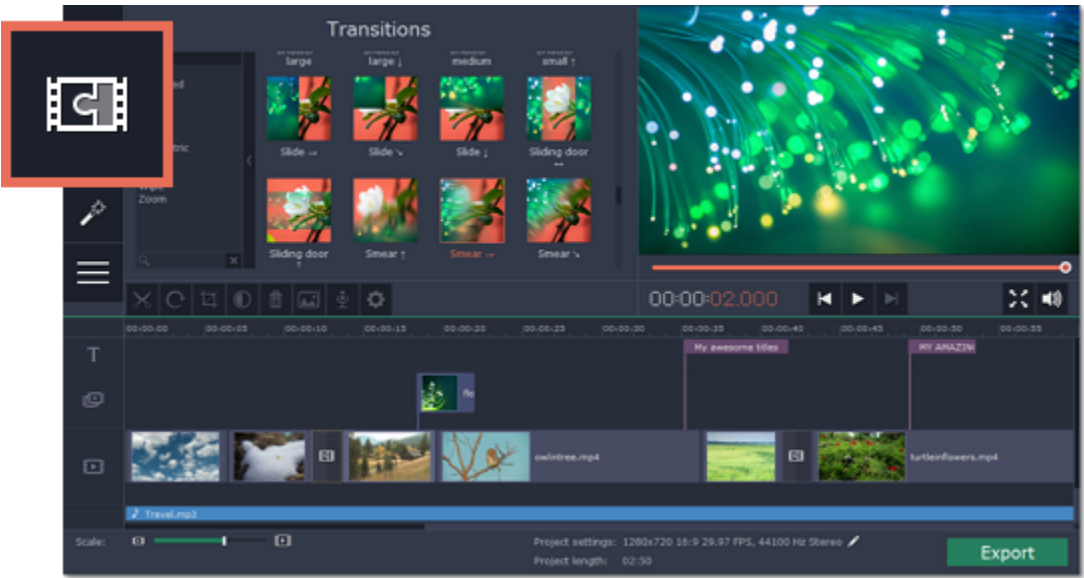 Transitions
large
large ↓
medium
small ↑
Slide →
Slide ↘
Slide ↓
Sliding door
↔
Zoom
Sliding door
↑
Smear ↑
Smear →
Smear ↘
00:00:02.000
00:00:00 00:00:05 00:00:10 00:00:15 00:00:20 00:00:25 00:00:30 00:00:35 00:00:40 00:00:45 00:00:50 00:00:55
T
My awesome titles
MY AMAZIN
flo
owlintree.mp4
turtleinflowers.mp4
Travel.mp3
Scale:
Project settings: 1280x720 16:9 29.97 FPS, 44100 Hz Stereo
Project length: 02:50
Export